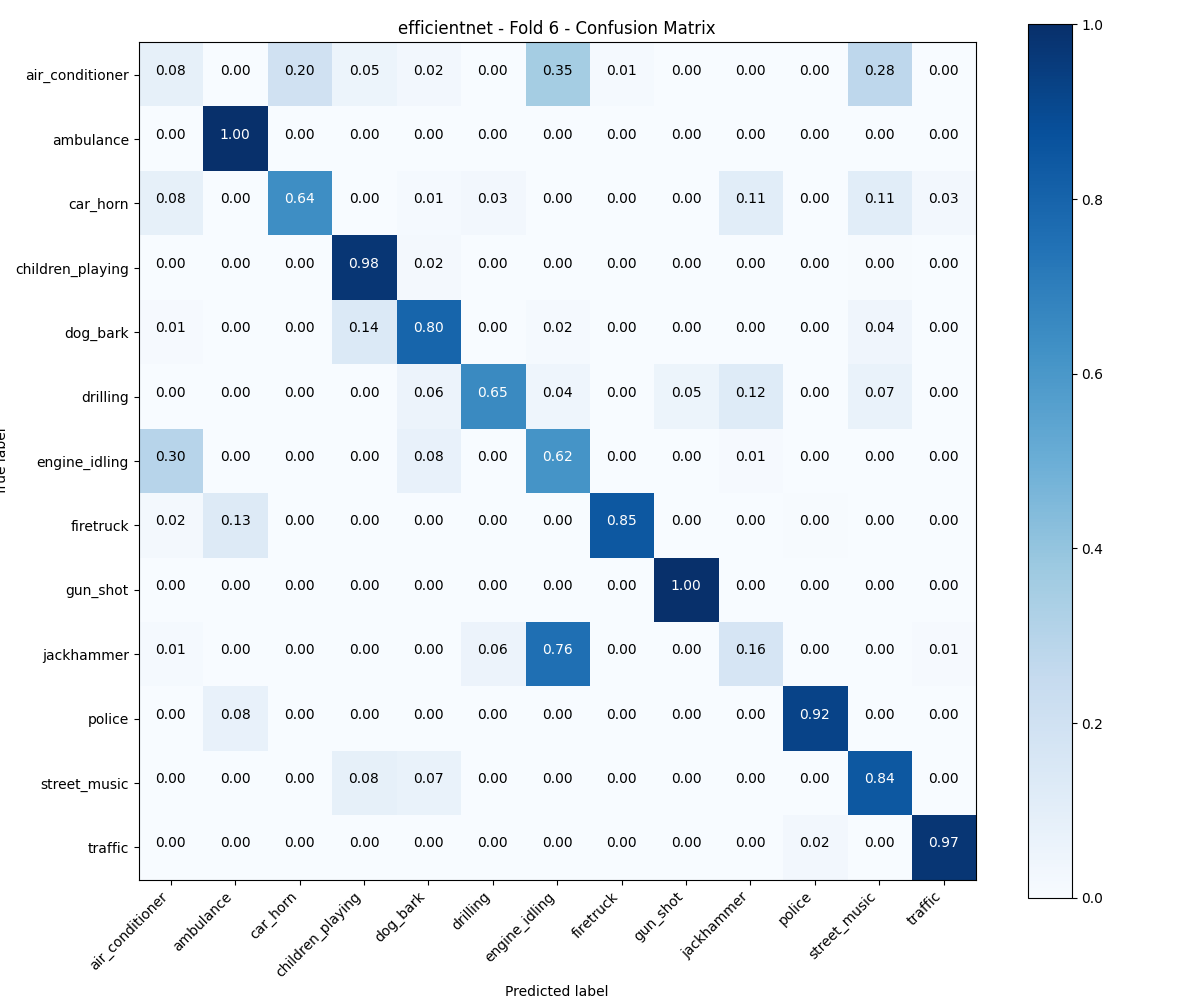 efficientnet - Fold 6 - Confusion Matrix
air_conditioner 0.08 0.00 0.20 0.05 0.02 0.00 0.35 0.01 0.00 0.00 0.00 0.28 0.00
ambulance 0.00 1.00 0.00 0.00 0.00 0.00 0.00 0.00 0.00 0.00 0.00 0.00 0.00
car_horn 0.08 0.00 0.64 0.00 0.01 0.03 0.00 0.00 0.00 0.11 0.00 0.11 0.03
children_playing 0.00 0.00 0.00 0.98 0.02 0.00 0.00 0.00 0.00 0.00 0.00 0.00 0.00
dog_bark 0.01 0.00 0.00 0.14 0.80 0.00 0.02 0.00 0.00 0.00 0.00 0.04 0.00
drilling 0.00 0.00 0.00 0.00 0.06 0.65 0.04 0.00 0.05 0.12 0.00 0.07 0.00
engine_idling 0.30 0.00 0.00 0.00 0.08 0.00 0.62 0.00 0.00 0.01 0.00 0.00 0.00
firetruck 0.02 0.13 0.00 0.00 0.00 0.00 0.00 0.85 0.00 0.00 0.00 0.00 0.00
gun_shot 0.00 0.00 0.00 0.00 0.00 0.00 0.00 0.00 1.00 0.00 0.00 0.00 0.00
jackhammer 0.01 0.00 0.00 0.00 0.00 0.06 0.76 0.00 0.00 0.16 0.00 0.00 0.01
police 0.00 0.08 0.00 0.00 0.00 0.00 0.00 0.00 0.00 0.00 0.92 0.00 0.00
street_music 0.00 0.00 0.00 0.08 0.07 0.00 0.00 0.00 0.00 0.00 0.00 0.84 0.00
traffic 0.00 0.00 0.00 0.00 0.00 0.00 0.00 0.00 0.00 0.00 0.02 0.00 0.97
air_conditioner ambulance car_horn children_playing dog_bark drilling engine_idling firetruck gun_shot jackhammer police street_music traffic
Predicted label
1.0
0.8
0.6
0.4
0.2
0.0